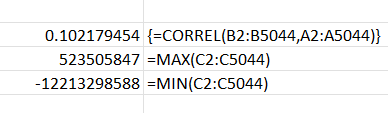 0.102179454 {=CORREL(B2:B5044,A2:A5044)}
523505847 =MAX(C2:C5044)
-12213298588 =MIN(C2:C5044)